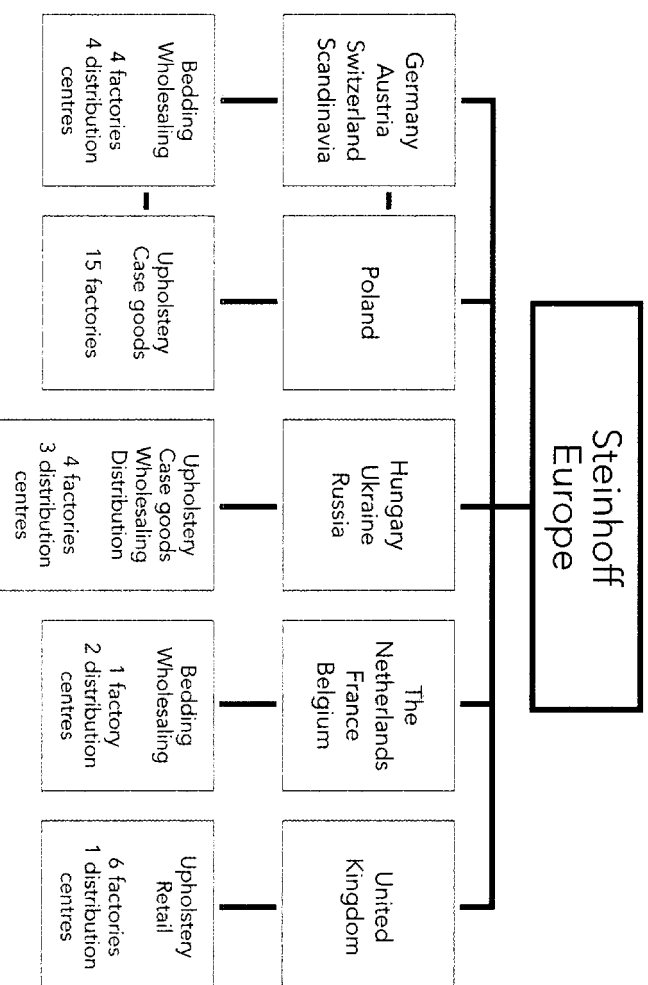 Steinhoff
Europe
Germany
Austria
Switzerland
Scandinavia
Poland
Hungary
Ukraine
Russia
The
Netherlands
France
Belgium
United
Kingdom
Bedding
Wholesaling
4 factories
4 distribution
centres
Upholstery
Case goods
15 factories
Upholstery
Case goods
Wholesaling
Distribution
4 factories
3 distribution
centres
Bedding
Wholesaling
1 factory
2 distribution
centres
Upholstery
Retail
6 factories
1 distribution
centres